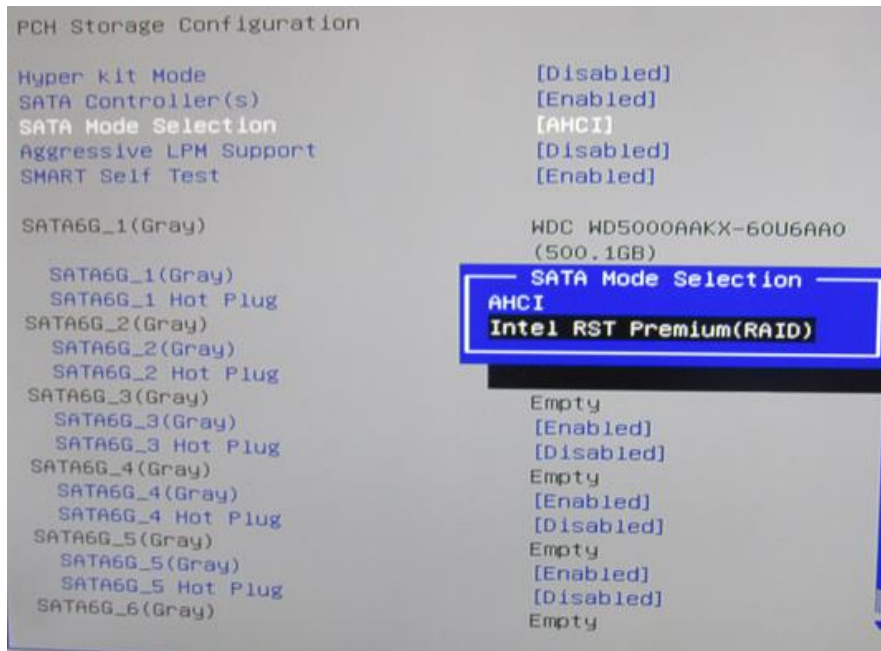 PCH Storage Configuration
Hyper kit Mode [Disabled]
SATA Controller(s) [Enabled]
SATA Mode Selection [AHCI]
Aggressive LPM Support [Disabled]
SMART Self Test [Enabled]
SATA6G_1(Gray) WDC WD5000AAKX-60U6AA0
(500.1GB)
SATA6G_1(Gray)
SATA6G_1 Hot Plug
SATA6G_2(Gray)
SATA6G_2(Gray)
SATA6G_2 Hot Plug
SATA Mode Selection
AHCI
Intel RST Premium(RAID)
SATA6G_3(Gray) Empty
SATA6G_3(Gray) [Enabled]
SATA6G_3 Hot Plug [Disabled]
SATA6G_4(Gray) Empty
SATA6G_4(Gray) [Enabled]
SATA6G_4 Hot Plug [Disabled]
SATA6G_5(Gray) Empty
SATA6G_5(Gray) [Enabled]
SATA6G_5 Hot Plug [Disabled]
SATA6G_6(Gray) Empty